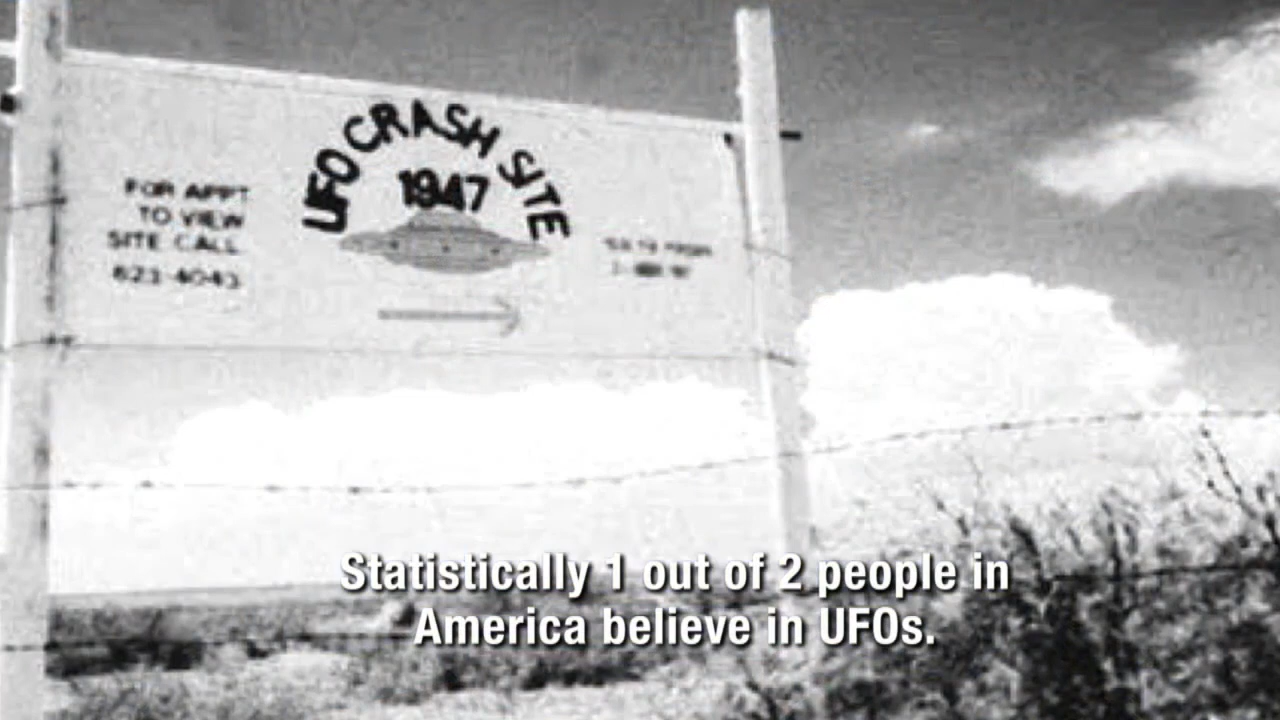 UFO CRASH SITE
1947
FOR APPT
TO VIEW
SITE CALL
623-4043
Statistically 1 out of 2 people in
America believe in UFOs.